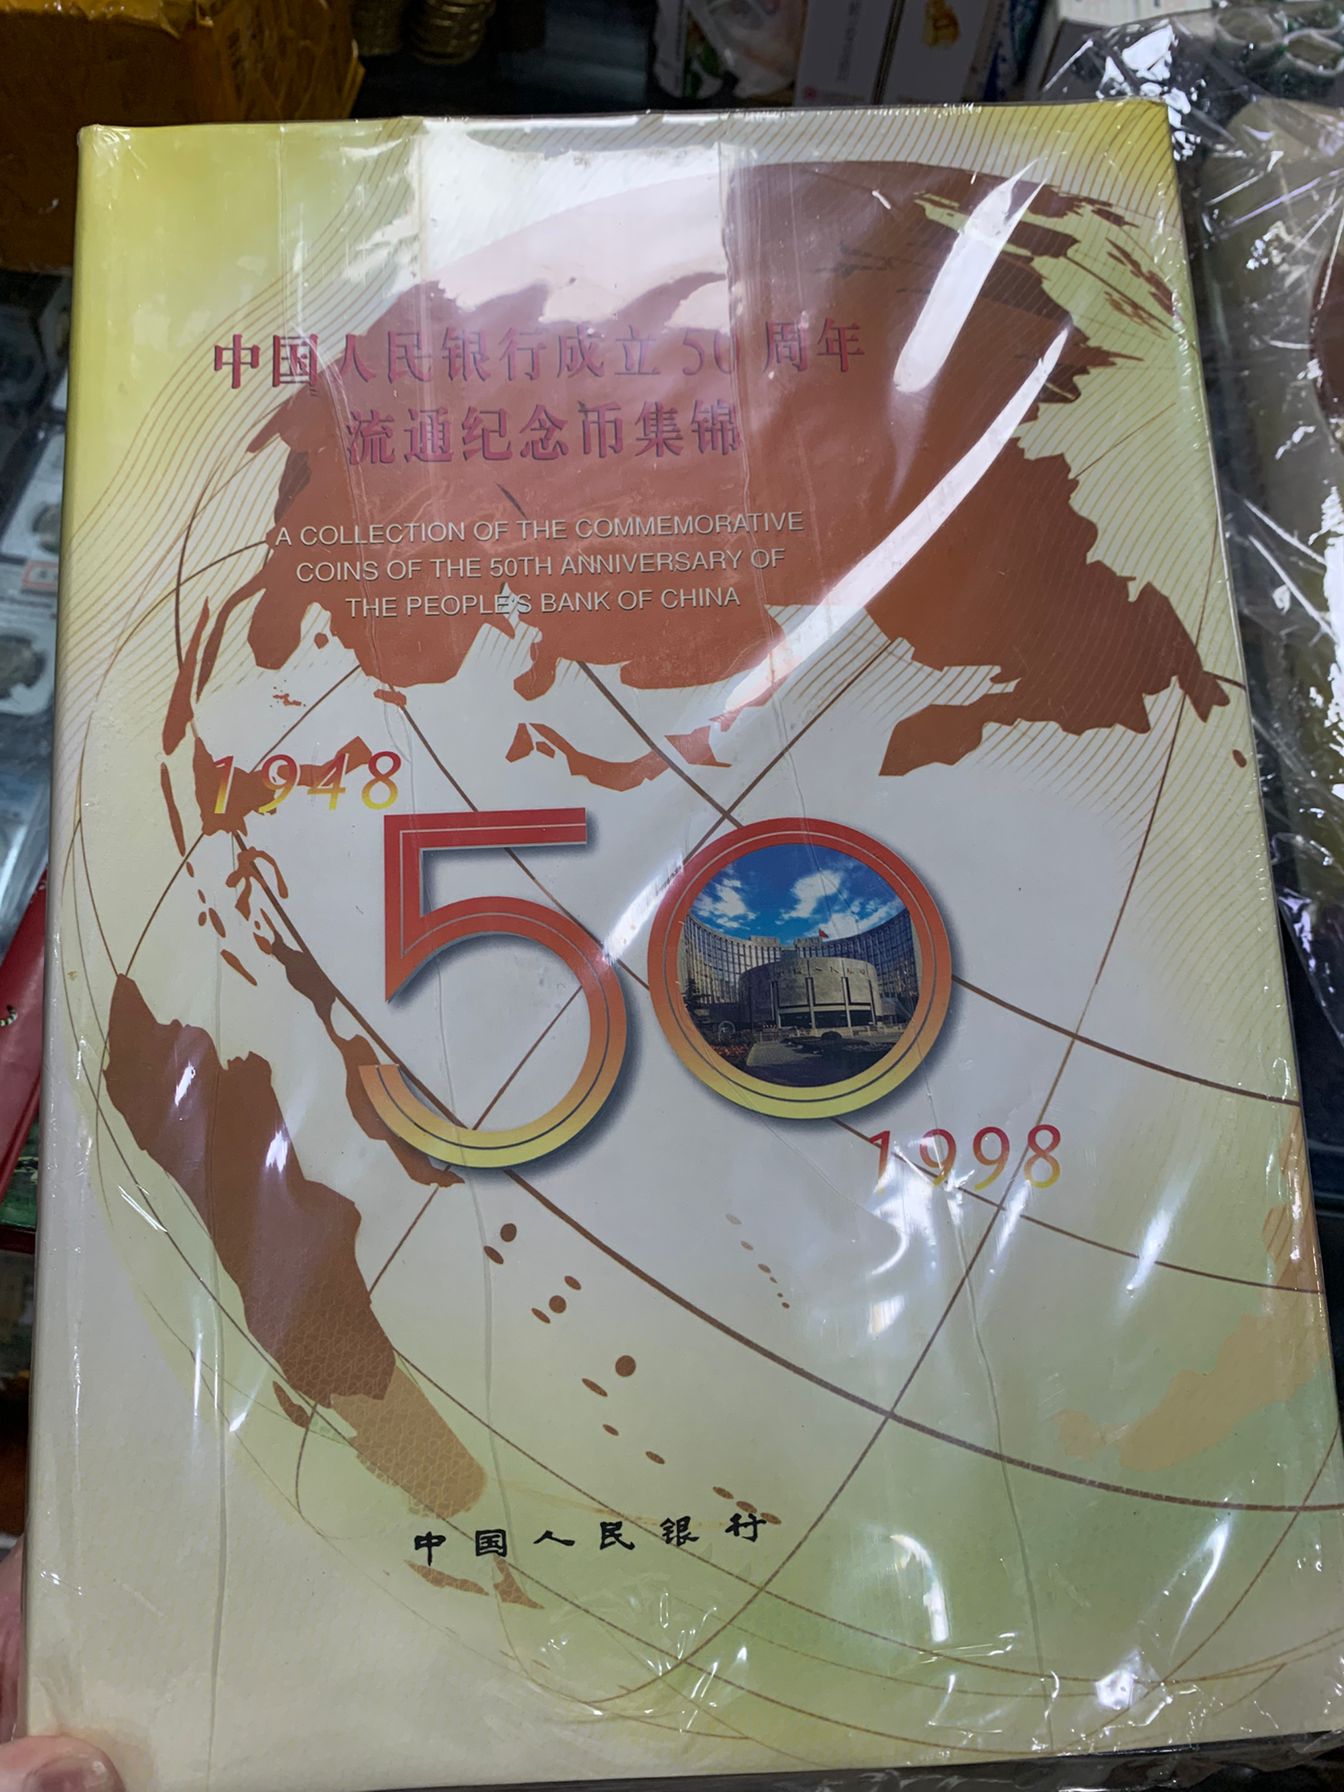 中国人民银行成立50周年
流通纪念币集锦
A COLLECTION OF THE COMMEMORATIVE
COINS OF THE 50TH ANNIVERSARY OF
THE PEOPLE'S BANK OF CHINA
1948
50
1998
中国人民银行